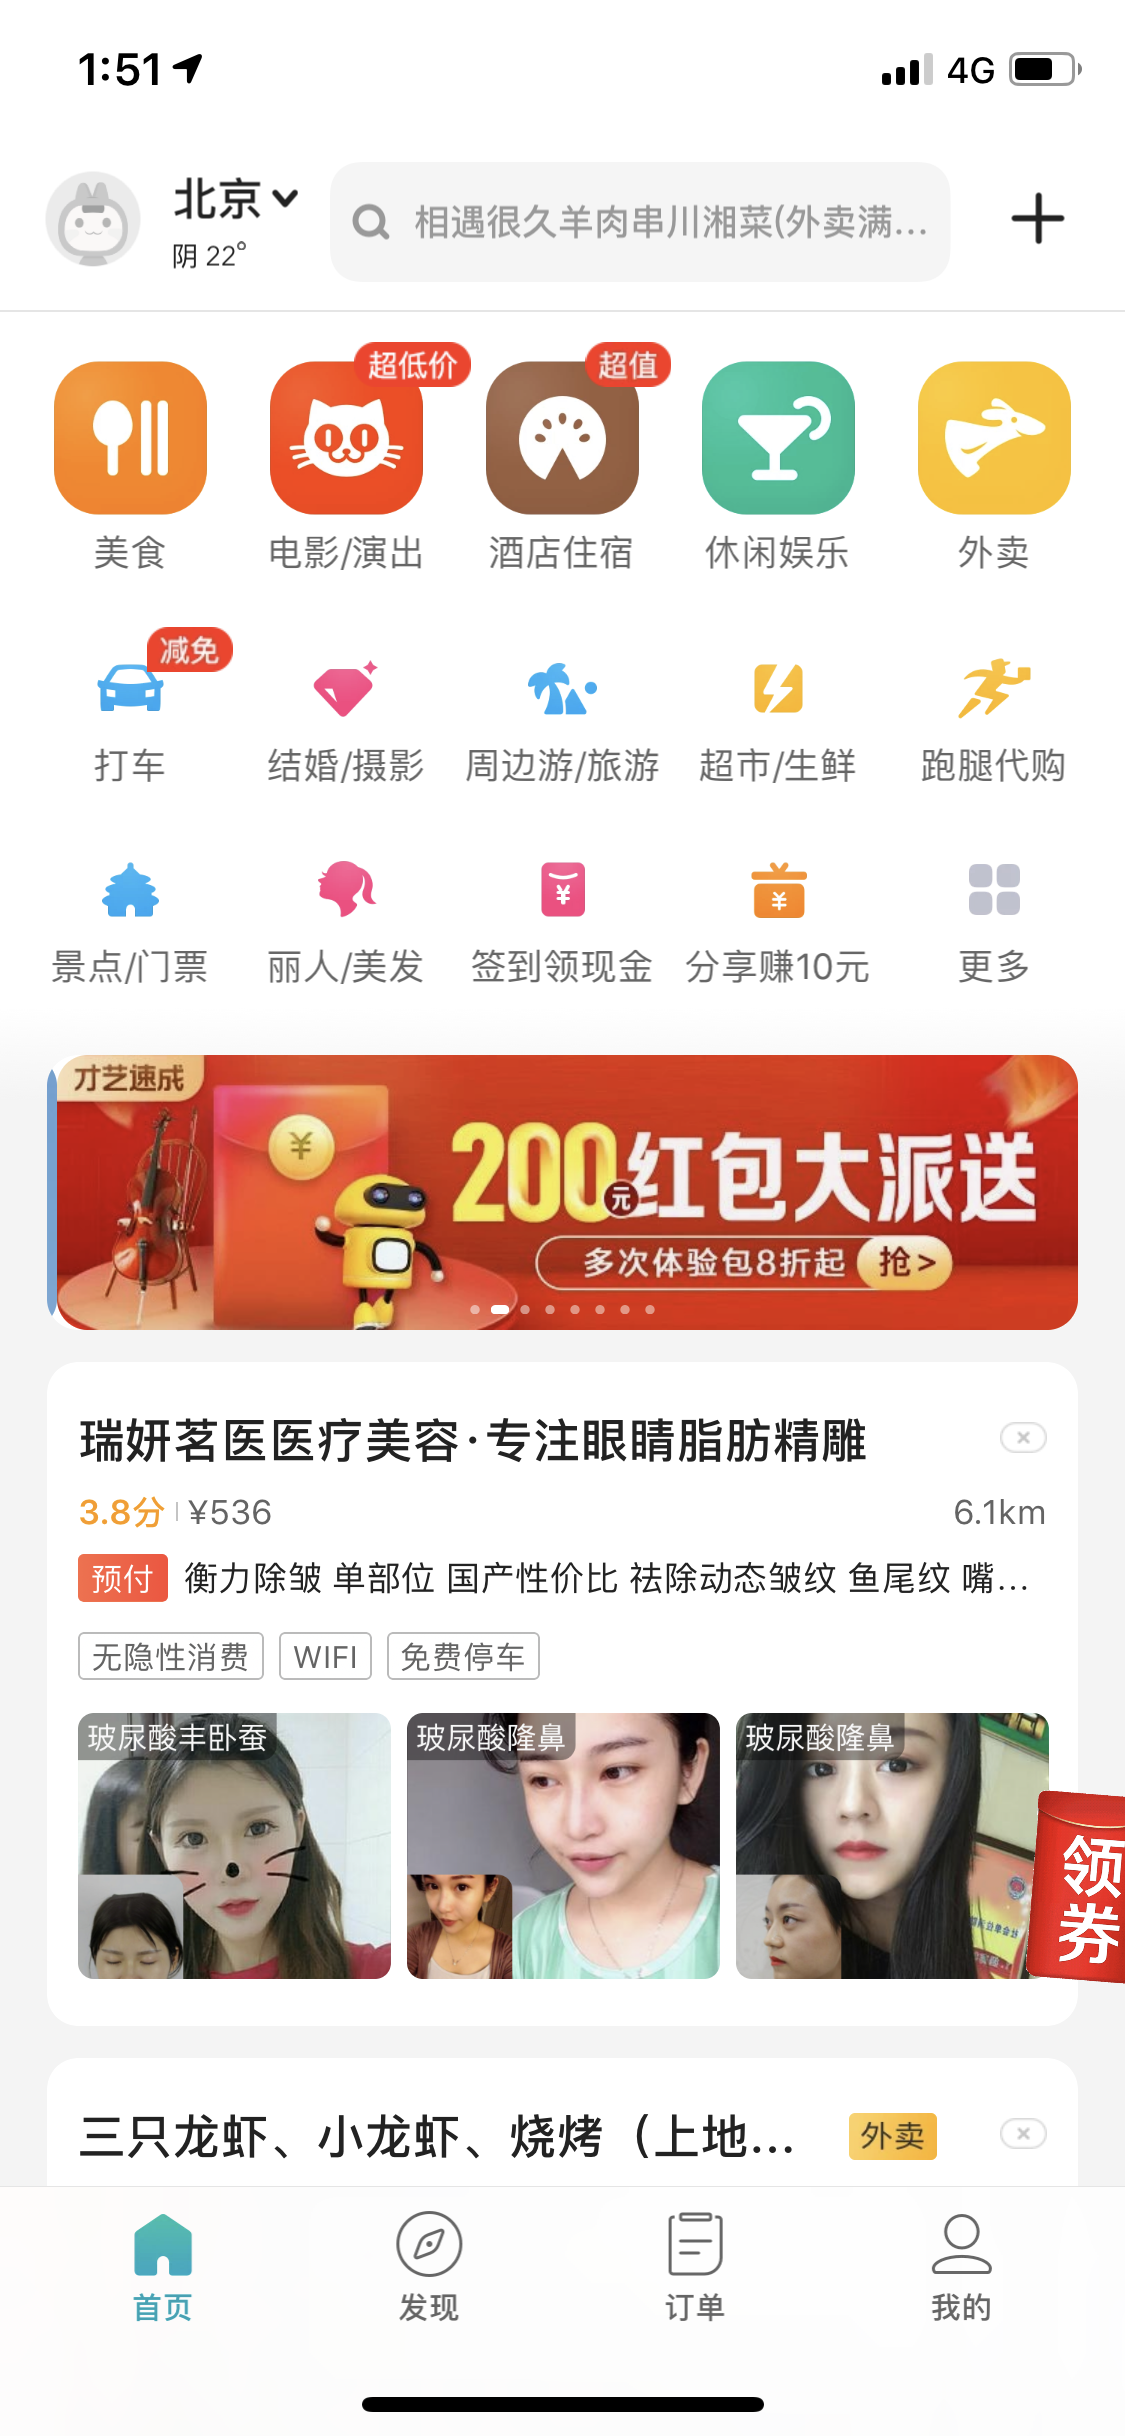 1:51
4G
北京
阴 22°
相遇很久羊肉串川湘菜(外卖满...
超低价
超值
美食
电影/演出
酒店住宿
休闲娱乐
外卖
减免
打车
结婚/摄影
周边游/旅游
超市/生鲜
跑腿代购
¥
¥
景点/门票
丽人/美发
签到领现金
分享赚10元
更多
才艺速成
¥
200元红包大派送
多次体验包8折起
抢>
瑞妍茗医医疗美容·专注眼睛脂肪精雕
3.8分
¥536
6.1km
预付
衡力除皱 单部位 国产性价比 祛除动态皱纹 鱼尾纹 嘴...
无隐性消费
WIFI
免费停车
玻尿酸丰卧蚕
玻尿酸隆鼻
玻尿酸隆鼻
领券
三只龙虾、小龙虾、烧烤（上地...
外卖
首页
发现
订单
我的